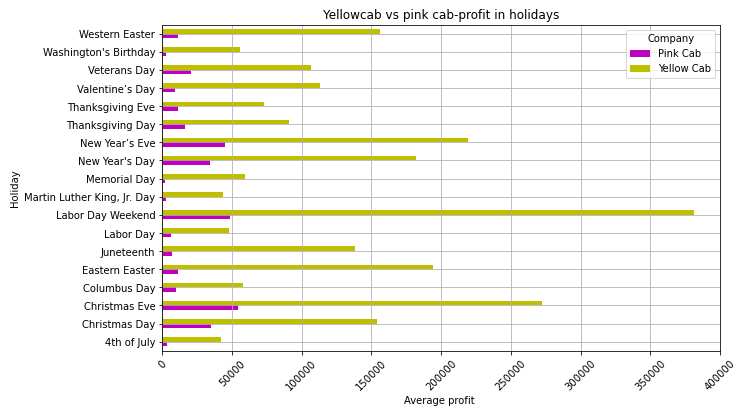 Yellowcab vs pink cab-profit in holidays
Company
Pink Cab
Yellow Cab
Holiday
Western Easter
Washington's Birthday
Veterans Day
Valentine’s Day
Thanksgiving Eve
Thanksgiving Day
New Year’s Eve
New Year's Day
Memorial Day
Martin Luther King, Jr. Day
Labor Day Weekend
Labor Day
Juneteenth
Eastern Easter
Columbus Day
Christmas Eve
Christmas Day
4th of July
0
50000
100000
150000
200000
250000
300000
350000
400000
Average profit